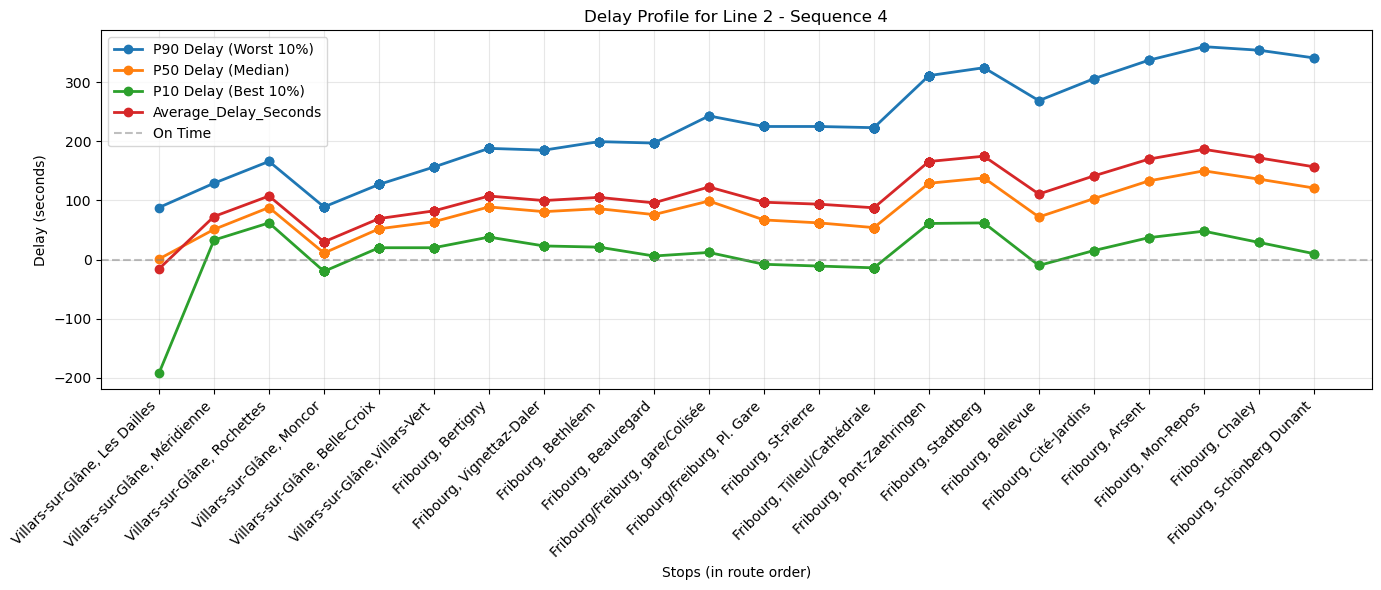 Delay Profile for Line 2 - Sequence 4
P90 Delay (Worst 10%)
P50 Delay (Median)
P10 Delay (Best 10%)
Average_Delay_Seconds
On Time
Delay (seconds)
300
200
100
0
−100
−200
Villars-sur-Glâne, Les Dailles
Villars-sur-Glâne, Méridienne
Villars-sur-Glâne, Rochettes
Villars-sur-Glâne, Moncor
Villars-sur-Glâne, Belle-Croix
Villars-sur-Glâne, Villars-Vert
Fribourg, Bertigny
Fribourg, Vignettaz-Daler
Fribourg, Bethléem
Fribourg, Beauregard
Fribourg/Freiburg, gare/Colisée
Fribourg/Freiburg, Pl. Gare
Fribourg, St-Pierre
Fribourg, Tilleul/Cathédrale
Fribourg, Pont-Zaehringen
Fribourg, Stadtberg
Fribourg, Bellevue
Fribourg, Cité-Jardins
Fribourg, Arsent
Fribourg, Mon-Repos
Fribourg, Chaley
Fribourg, Schönberg Dunant
Stops (in route order)